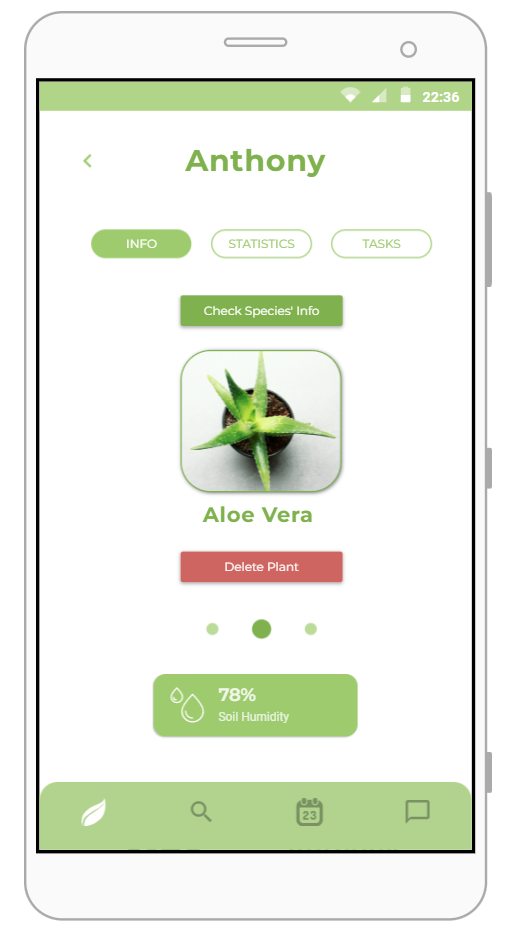 22:36
Anthony
INFO
STATISTICS
TASKS
Check Species' Info
Aloe Vera
Delete Plant
78%
Soil Humidity
23